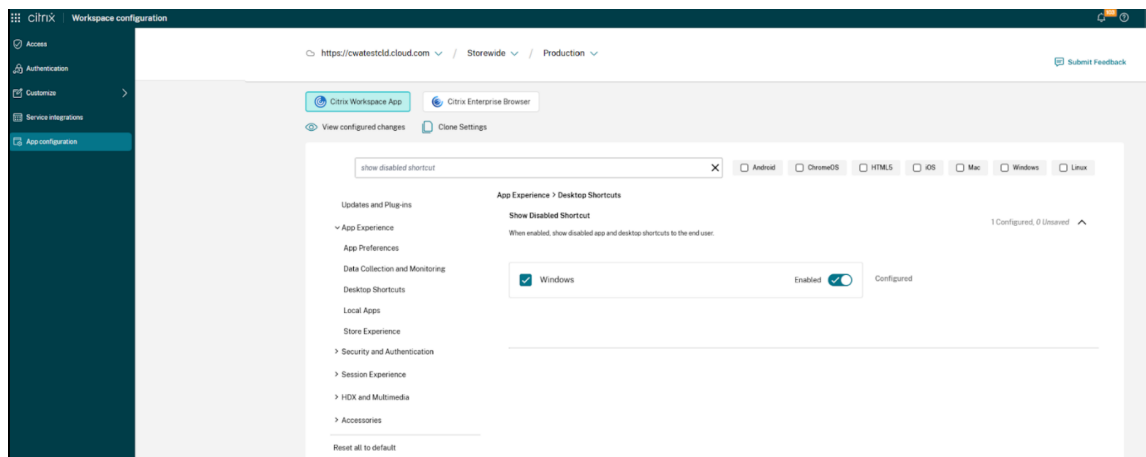 citrix | Workspace configuration
Access
Authentication
Customize
Service integrations
App configuration
https://cwatestcld.cloud.com / Storewide / Production
Submit Feedback
Citrix Workspace App
Citrix Enterprise Browser
View configured changes
Clone Settings
show disabled shortcut
Android
ChromeOS
HTML5
iOS
Mac
Windows
Linux
Updates and Plug-ins
App Experience
App Preferences
Data Collection and Monitoring
Desktop Shortcuts
Local Apps
Store Experience
Security and Authentication
Session Experience
HDX and Multimedia
Accessories
Reset all to default
App Experience > Desktop Shortcuts
Show Disabled Shortcut
1 Configured, 0 Unsaved
When enabled, show disabled app and desktop shortcuts to the end user.
Windows
Enabled
Configured